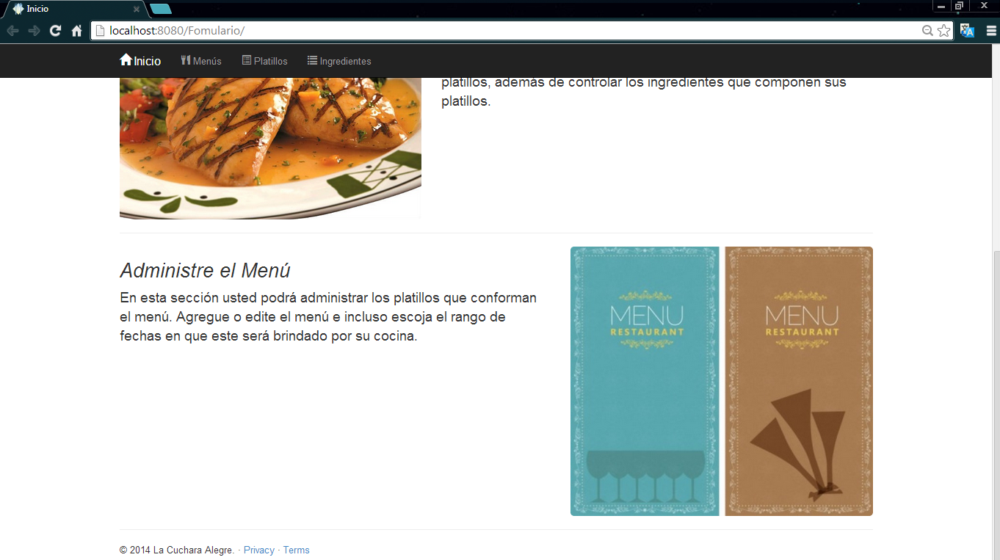 Inicio
localhost:8080/Fomulario/
Inicio Menús Platillos Ingredientes
platillos, además de controlar los ingredientes que componen sus
platillos.
Administre el Menú
En esta sección usted podrá administrar los platillos que conforman
el menú. Agregue o edite el menú e incluso escoja el rango de
fechas en que este será brindado por su cocina.
MENU
RESTAURANT
MENU
RESTAURANT
© 2014 La Cuchara Alegre. · Privacy · Terms